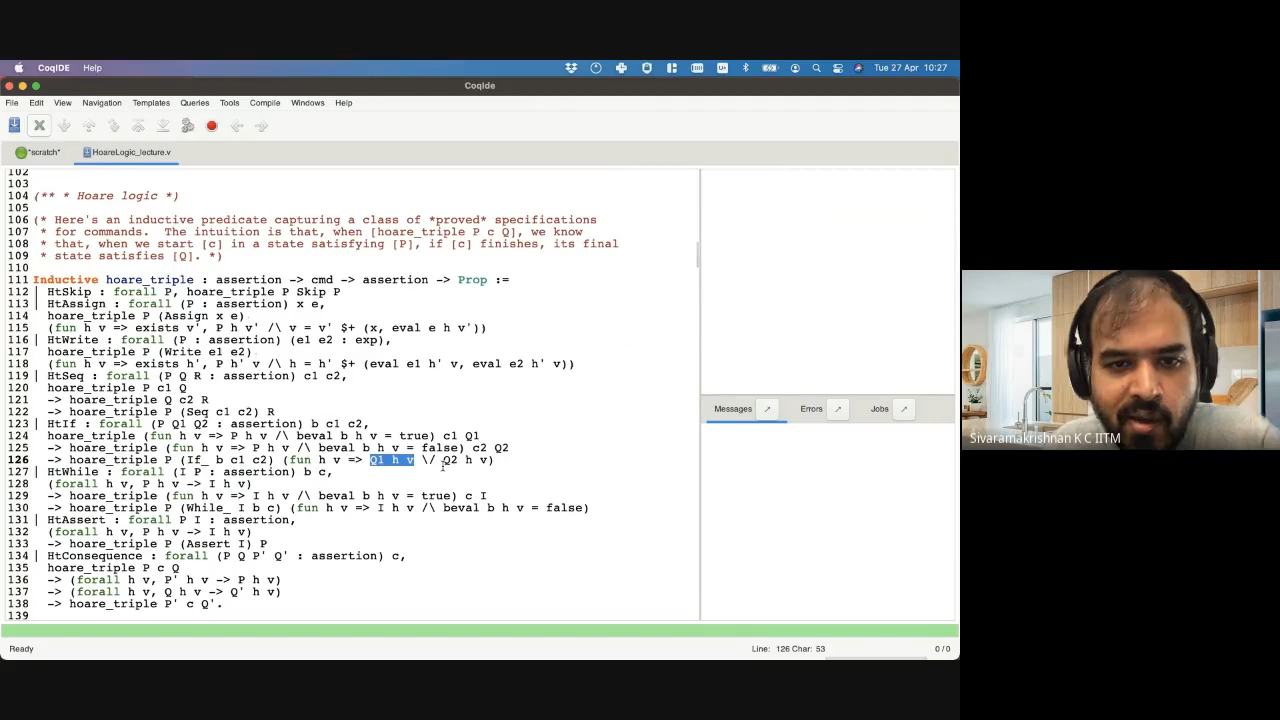 CoqIDE Help Tue 27 Apr 10:27
CoqIde
File Edit View Navigation Templates Queries Tools Compile Windows Help
*scratch* HoareLogic_lecture.v
102
103
104 (** * Hoare logic *)
105
106 (* Here's an inductive predicate capturing a class of *proved* specifications
107 * for commands. The intuition is that, when [hoare_triple P c Q], we know
108 * that, when we start [c] in a state satisfying [P], if [c] finishes, its final
109 * state satisfies [Q]. *)
110
111 Inductive hoare_triple : assertion -> cmd -> assertion -> Prop :=
112 | HtSkip : forall P, hoare_triple P Skip P
113 | HtAssign : forall (P : assertion) x e,
114 hoare_triple P (Assign x e)
115 (fun h v => exists v', P h v' /\ v = v' $+ (x, eval e h v'))
116 | HtWrite : forall (P : assertion) (e1 e2 : exp),
117 hoare_triple P (Write e1 e2)
118 (fun h v => exists h', P h' v /\ h = h' $+ (eval e1 h' v, eval e2 h' v))
119 | HtSeq : forall (P Q R : assertion) c1 c2,
120 hoare_triple P c1 Q
121 -> hoare_triple Q c2 R
122 -> hoare_triple P (Seq c1 c2) R
123 | HtIf : forall (P Q1 Q2 : assertion) b c1 c2,
124 hoare_triple (fun h v => P h v /\ beval b h v = true) c1 Q1
125 -> hoare_triple (fun h v => P h v /\ beval b h v = false) c2 Q2
126 -> hoare_triple P (If_ b c1 c2) (fun h v => Q1 h v \/ Q2 h v)
127 | HtWhile : forall (I P : assertion) b c,
128 (forall h v, P h v -> I h v)
129 -> hoare_triple (fun h v => I h v /\ beval b h v = true) c I
130 -> hoare_triple P (While_ I b c) (fun h v => I h v /\ beval b h v = false)
131 | HtAssert : forall P I : assertion,
132 (forall h v, P h v -> I h v)
133 -> hoare_triple P (Assert I) P
134 | HtConsequence : forall (P Q P' Q' : assertion) c,
135 hoare_triple P c Q
136 -> (forall h v, P' h v -> P h v)
137 -> (forall h v, Q h v -> Q' h v)
138 -> hoare_triple P' c Q'.
139
Messages Errors Jobs
Sivaramakrishnan K C IITM
Ready Line: 126 Char: 53 0 / 0